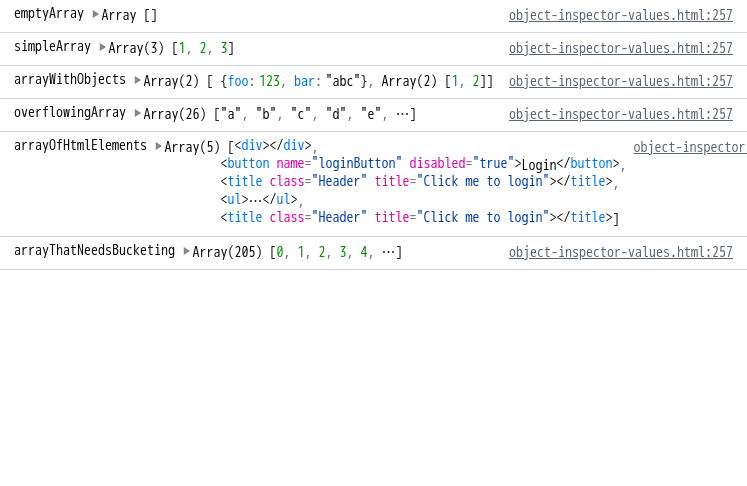 emptyArray ▶Array [] object-inspector-values.html:257
simpleArray ▶Array(3) [1, 2, 3] object-inspector-values.html:257
arrayWithObjects ▶Array(2) [ {foo: 123, bar: "abc"}, Array(2) [1, 2]] object-inspector-values.html:257
overflowingArray ▶Array(26) ["a", "b", "c", "d", "e", …] object-inspector-values.html:257
arrayOfHtmlElements ▶Array(5) [<div></div>, object-inspector
<button name="loginButton" disabled="true">Login</button>,
<title class="Header" title="Click me to login"></title>,
<ul>…</ul>,
<title class="Header" title="Click me to login"></title>]
arrayThatNeedsBucketing ▶Array(205) [0, 1, 2, 3, 4, …] object-inspector-values.html:257